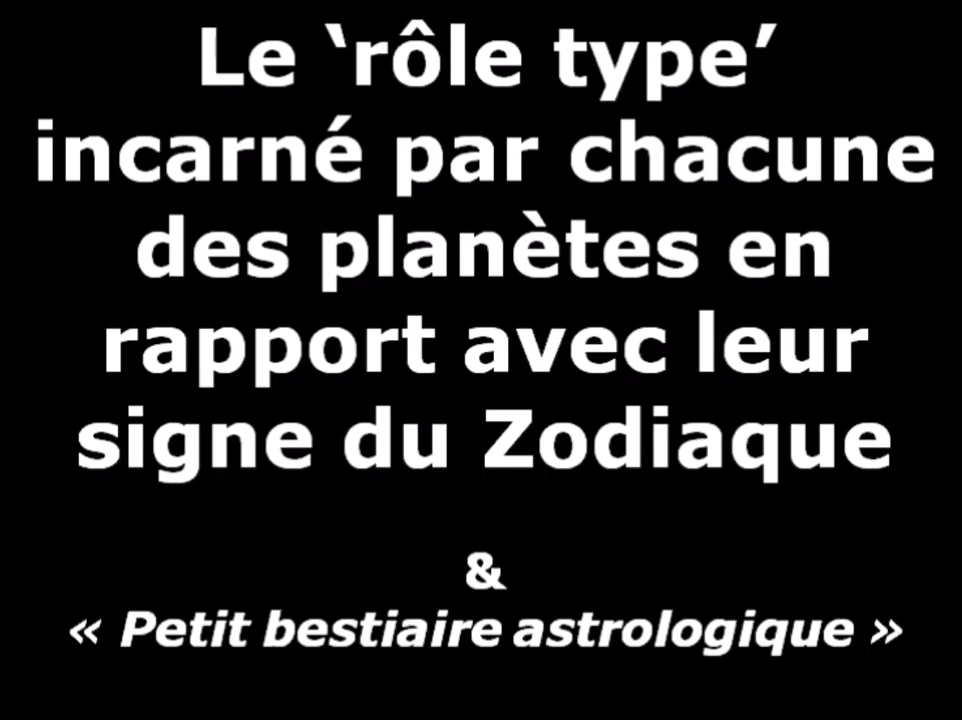 Le ‘rôle type’
incarné par chacune
des planètes en
rapport avec leur
signe du Zodiaque
&
« Petit bestiaire astrologique »